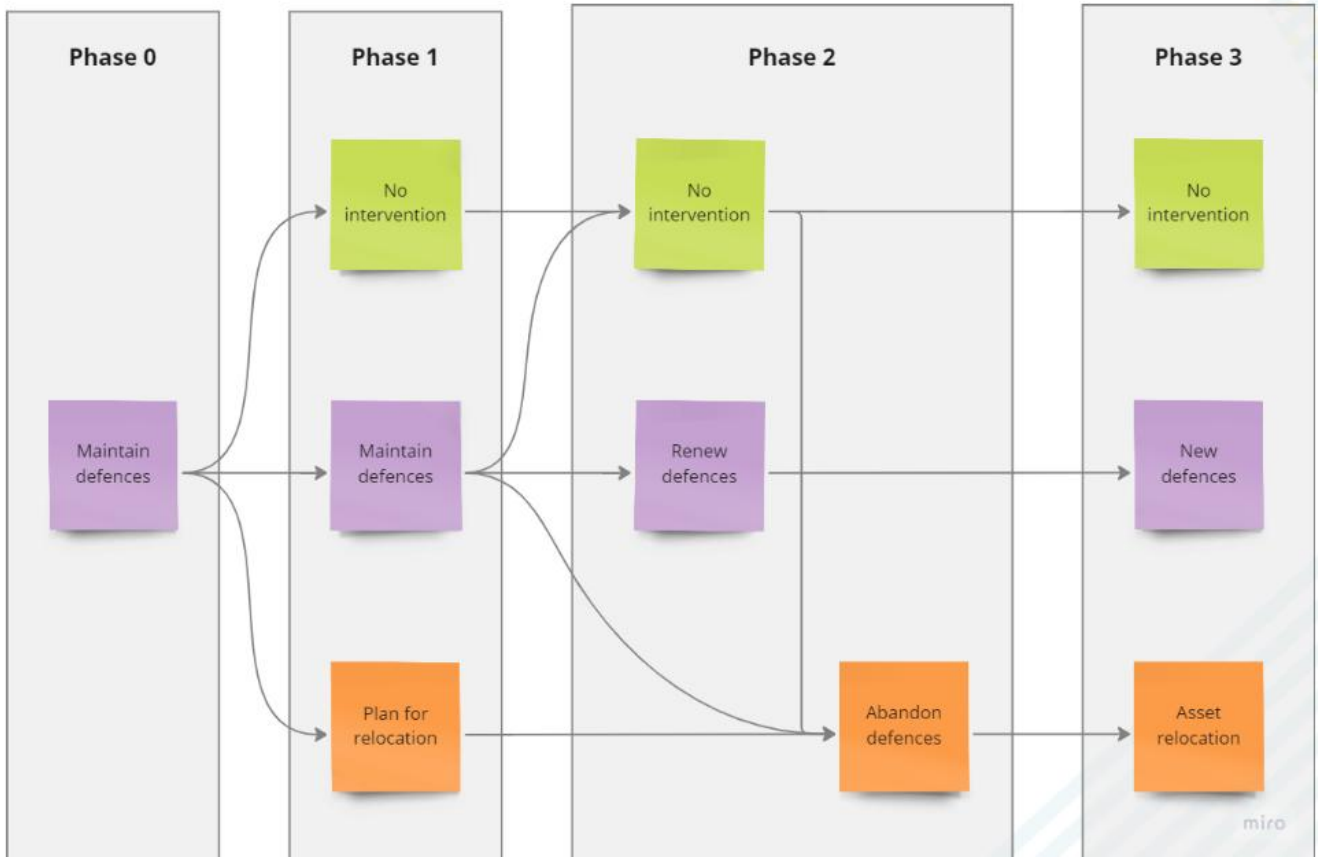 Phase 0
Phase 1
Phase 2
Phase 3
No
intervention
No
intervention
No
intervention
Maintain
defences
Maintain
defences
Renew
defences
New
defences
Plan for
relocation
Abandon
defences
Asset
relocation
miro